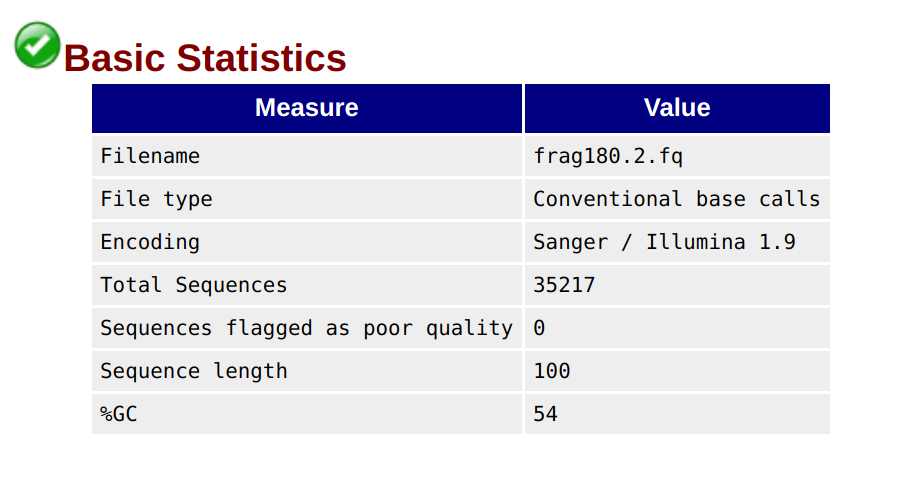 Basic Statistics
Measure Value
Filename frag180.2.fq
File type Conventional base calls
Encoding Sanger / Illumina 1.9
Total Sequences 35217
Sequences flagged as poor quality 0
Sequence length 100
%GC 54